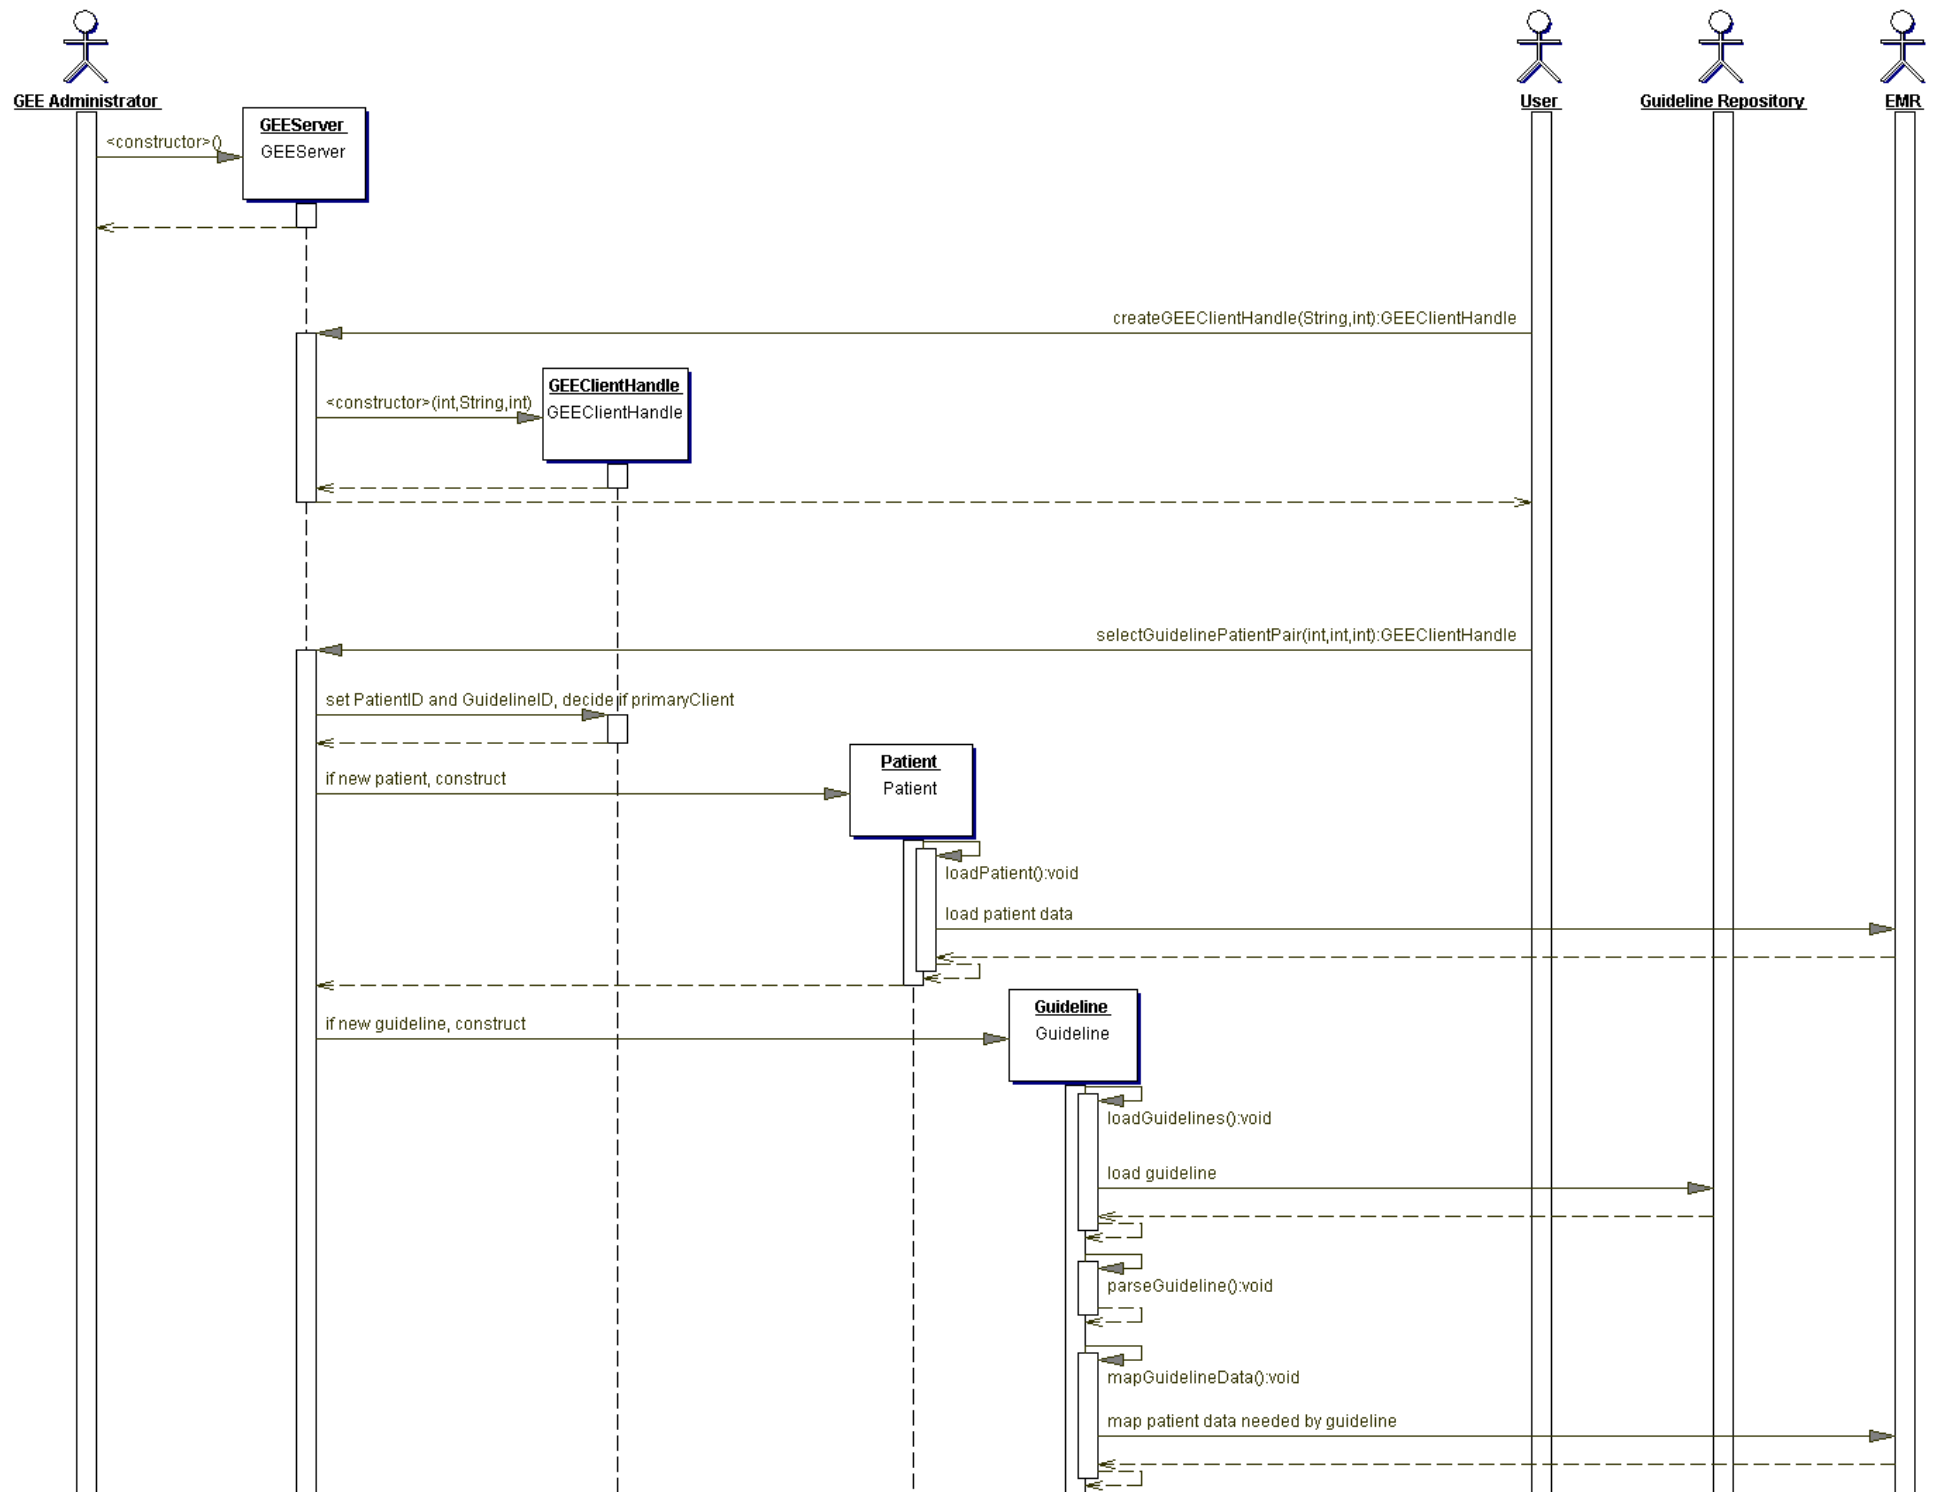 GEE Administrator
User
Guideline Repository
EMR
GEEServer
GEEServer
<constructor>()
createGEEClientHandle(String,int):GEEClientHandle
GEEClientHandle
GEEClientHandle
<constructor>(int,String,int)
selectGuidelinePatientPair(int,int,int):GEEClientHandle
set PatientID and GuidelineID, decide if primaryClient
Patient
Patient
if new patient, construct
loadPatient():void
load patient data
Guideline
Guideline
if new guideline, construct
loadGuidelines():void
load guideline
parseGuideline():void
mapGuidelineData():void
map patient data needed by guideline